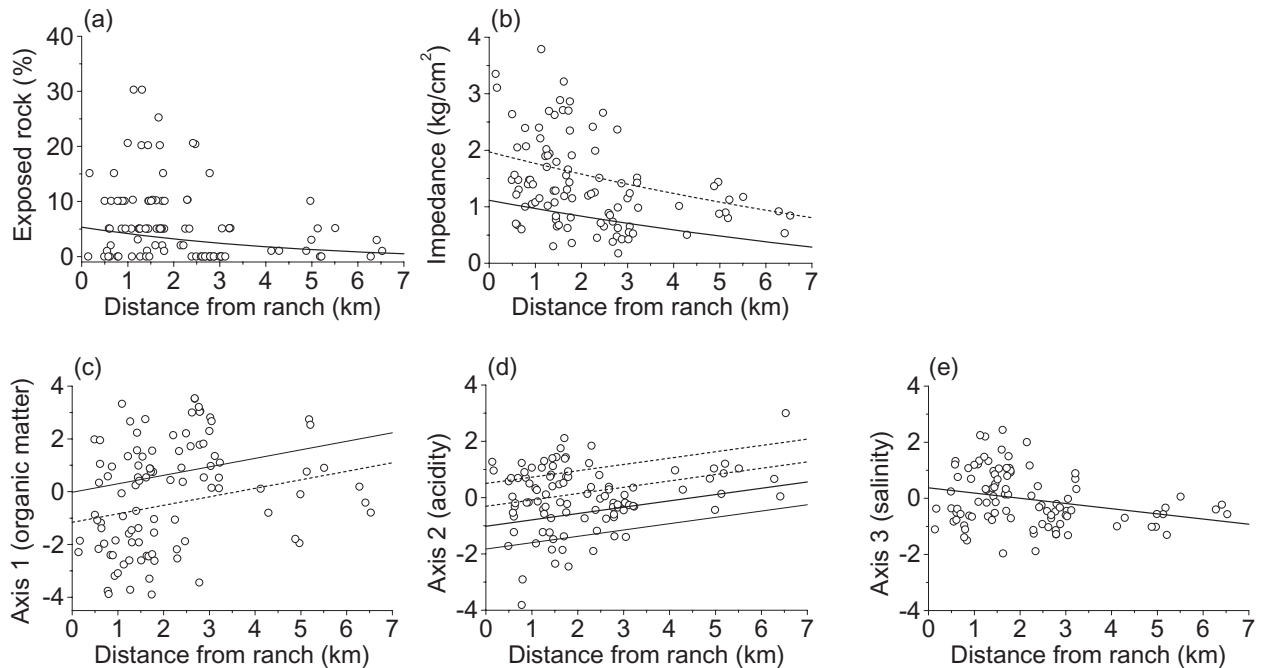 (a)
Exposed rock (%)
40
30
20
10
0
0 1 2 3 4 5 6 7
Distance from ranch (km)
(b)
Impedance (kg/cm²)
4
3
2
1
0
0 1 2 3 4 5 6 7
Distance from ranch (km)
(c)
Axis 1 (organic matter)
4
2
0
-2
-4
0 1 2 3 4 5 6 7
Distance from ranch (km)
(d)
Axis 2 (acidity)
4
2
0
-2
-4
0 1 2 3 4 5 6 7
Distance from ranch (km)
(e)
Axis 3 (salinity)
4
2
0
-2
-4
0 1 2 3 4 5 6 7
Distance from ranch (km)